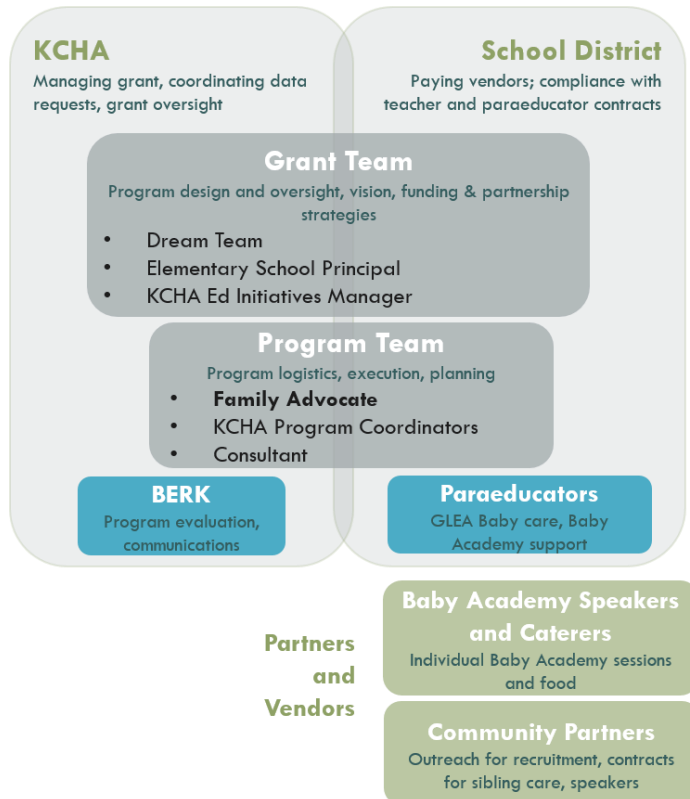 KCHA
Managing grant, coordinating data
requests, grant oversight
School District
Paying vendors; compliance with
teacher and paraeducator contracts
Grant Team
Program design and oversight, vision, funding & partnership
strategies
• Dream Team
• Elementary School Principal
• KCHA Ed Initiatives Manager
Program Team
Program logistics, execution, planning
• Family Advocate
• KCHA Program Coordinators
• Consultant
BERK
Program evaluation,
communications
Paraeducators
GLEA Baby care, Baby
Academy support
Partners
and
Vendors
Baby Academy Speakers
and Caterers
Individual Baby Academy sessions
and food
Community Partners
Outreach for recruitment, contracts
for sibling care, speakers